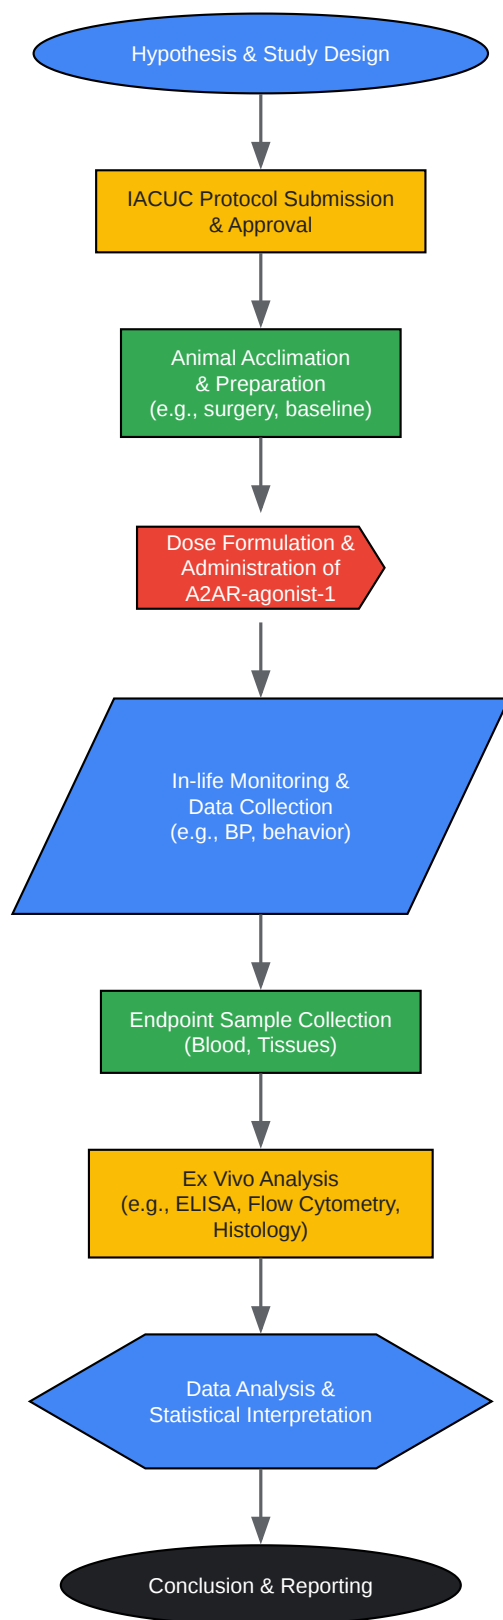 Hypothesis & Study Design
IACUC Protocol Submission
& Approval
Animal Acclimation
& Preparation
(e.g., surgery, baseline)
Dose Formulation &
Administration of
A2AR-agonist-1
In-life Monitoring &
Data Collection
(e.g., BP, behavior)
Endpoint Sample Collection
(Blood, Tissues)
Ex Vivo Analysis
(e.g., ELISA, Flow Cytometry,
Histology)
Data Analysis &
Statistical Interpretation
Conclusion & Reporting